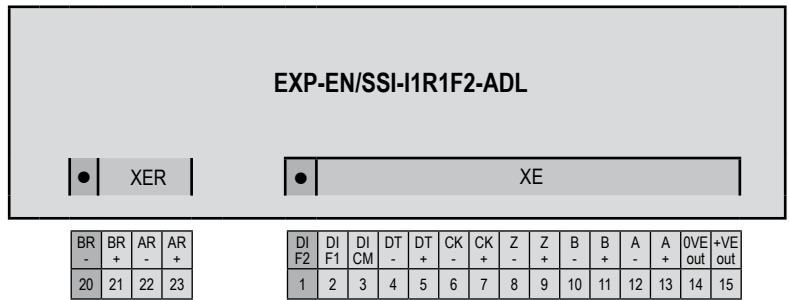 EXP-EN/SSI-I1R1F2-ADL
XER XE
BR - BR + AR - AR + DI F2 DI F1 DI CM DT - DT + CK - CK + Z - Z + B - B + A - A + 0VE out +VE out
20 21 22 23 1 2 3 4 5 6 7 8 9 10 11 12 13 14 15